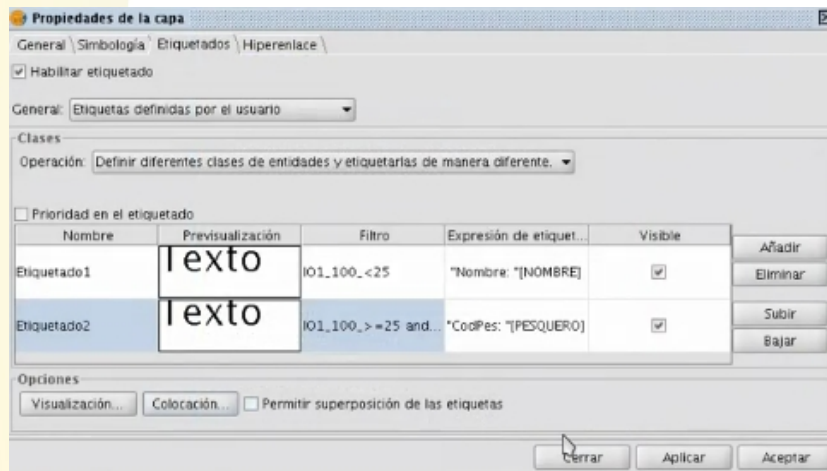 Propiedades de la capa
General Simbología Etiquetados Hiperenlace
Habilitar etiquetado
General: Etiquetas definidas por el usuario
Clases
Operación: Definir diferentes clases de entidades y etiquetarlas de manera diferente.
Prioridad en el etiquetado
Nombre Previsualización Filtro Expresión de etiquet... Visible
Añadir
Etiquetado1 Texto IO1_100_<25 "Nombre: "[NOMBRE]
Eliminar
Etiquetado2 Texto IO1_100_>=25 and... "CodPes: "[PESQUERO]
Subir
Bajar
Opciones
Visualización... Colocación... Permitir superposición de las etiquetas
Cerrar Aplicar Aceptar